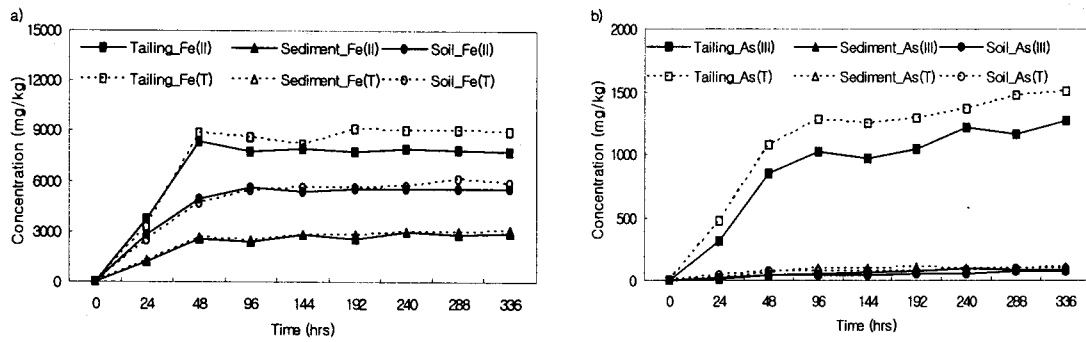 a)
Concentration (mg/kg)
15000
12000
9000
6000
3000
0
Tailing_Fe(II) Sediment_Fe(II) Soil_Fe(II)
Tailing_Fe(T) Sediment_Fe(T) Soil_Fe(T)
0 24 48 96 144 192 240 288 336
Time (hrs)
b)
Concentration (mg/kg)
2000
1500
1000
500
0
Tailing_As(III) Sediment_As(III) Soil_As(III)
Tailing_As(T) Sediment_As(T) Soil_As(T)
0 24 48 96 144 192 240 288 336
Time (hrs)